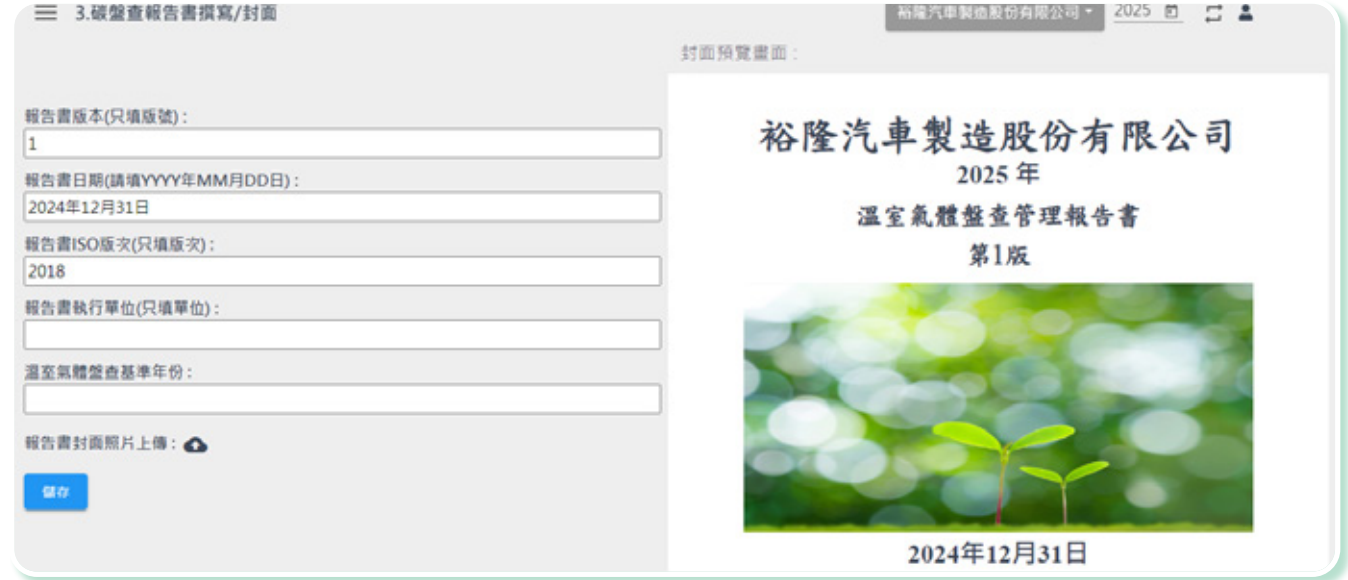 3.碳盤查報告書撰寫/封面
裕隆汽車製造股份有限公司
2025
封面預覽畫面：
報告書版本(只填版號)：
1
報告書日期(請填YYYY年MM月DD日)：
2024年12月31日
報告書ISO版次(只填版次)：
2018
報告書執行單位(只填單位)：
溫室氣體盤查基準年份：
報告書封面照片上傳：
儲存
裕隆汽車製造股份有限公司
2025 年
溫室氣體盤查管理報告書
第1版
2024年12月31日